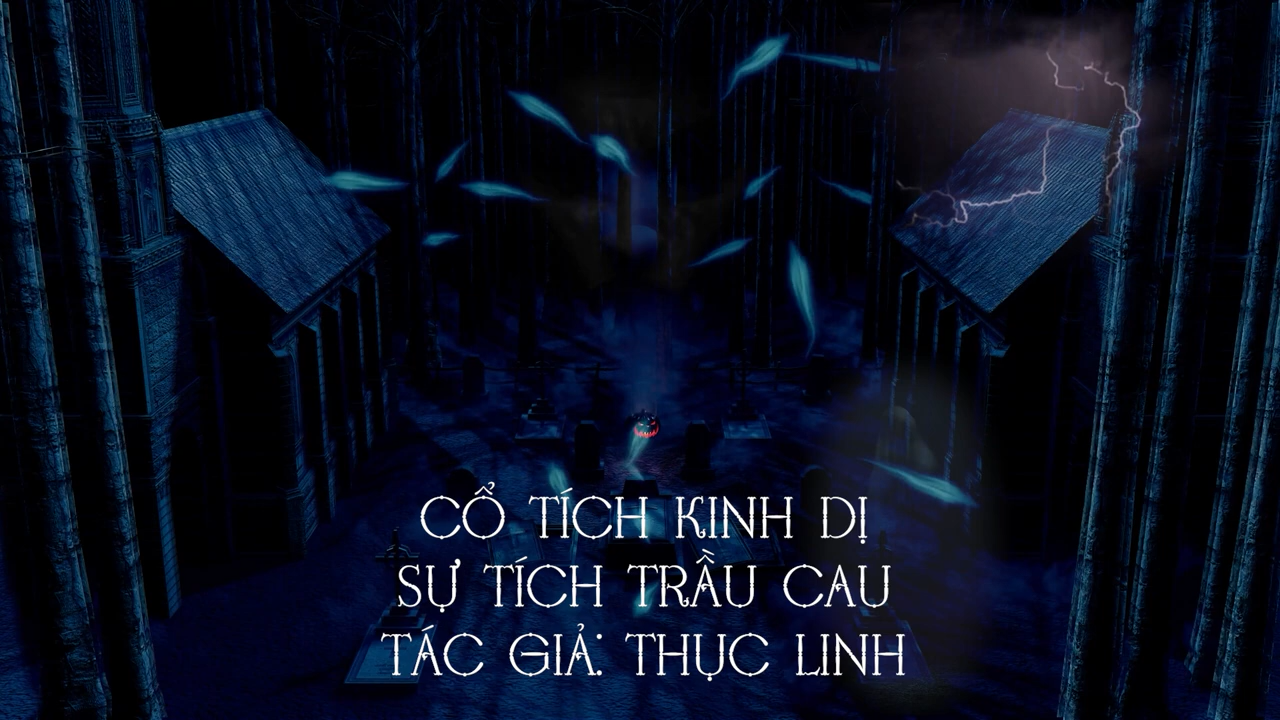 CỔ TÍCH KINH DỊ
SỰ TÍCH TRẦU CAU
TÁC GIẢ: THỤC LINH